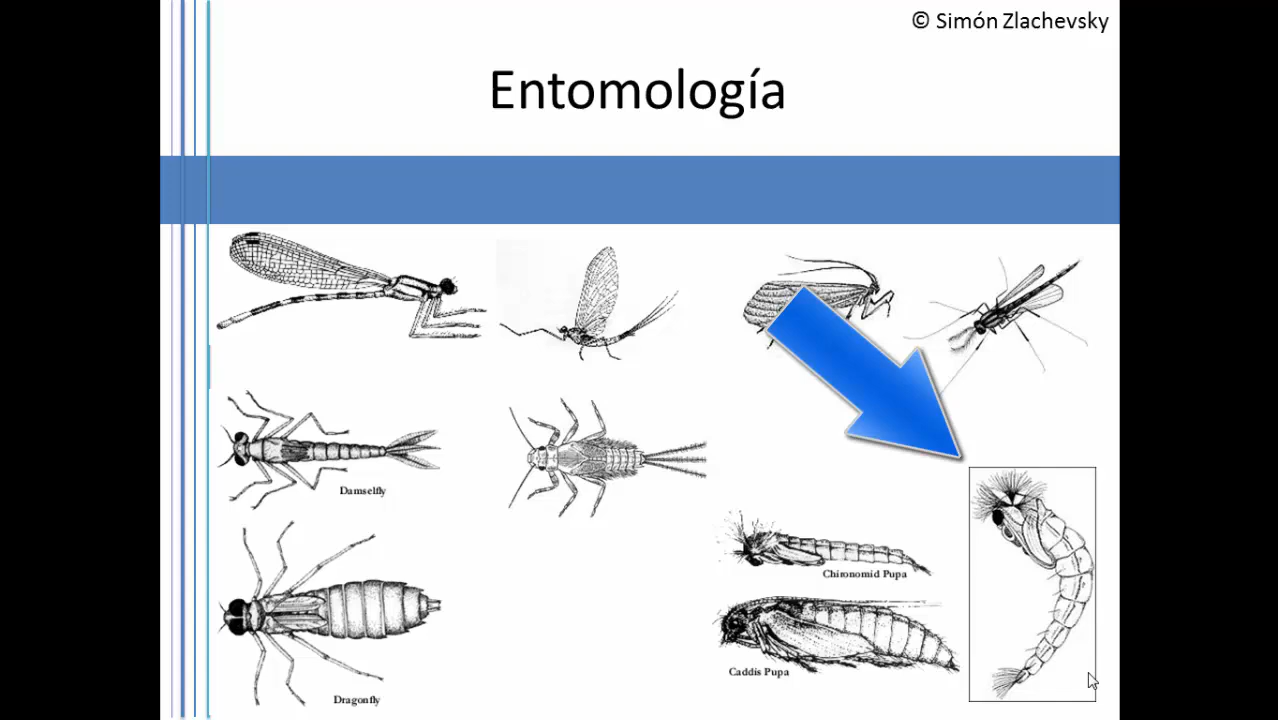 © Simón Zlachevsky
Entomología
Damselfly
Chironomid Pupa
Caddis Pupa
Dragonfly